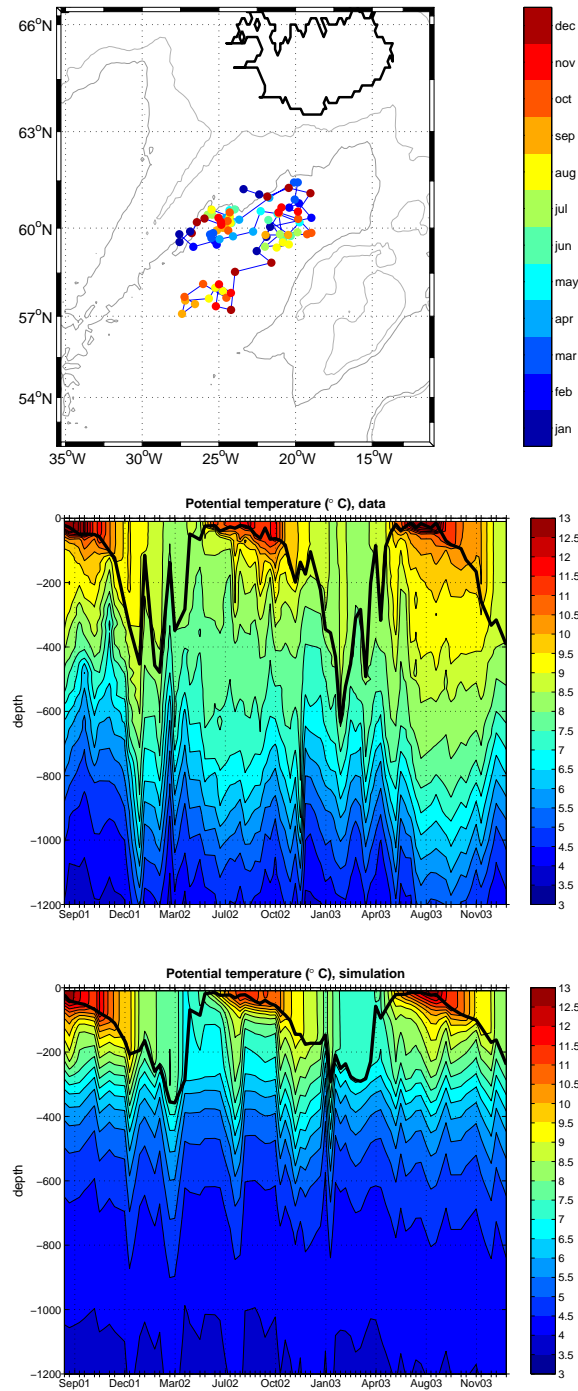 66°N
63°N
60°N
57°N
54°N
35°W 30°W 25°W 20°W 15°W
dec
nov
oct
sep
aug
jul
jun
may
apr
mar
feb
jan
Potential temperature (° C), data
depth
0
−200
−400
−600
−800
−1000
−1200
Sep01 Dec01 Mar02 Jul02 Oct02 Jan03 Apr03 Aug03 Nov03
13
12.5
12
11.5
11
10.5
10
9.5
9
8.5
8
7.5
7
6.5
6
5.5
5
4.5
4
3.5
3
Potential temperature (° C), simulation
depth
0
−200
−400
−600
−800
−1000
−1200
Sep01 Dec01 Mar02 Jul02 Oct02 Jan03 Apr03 Aug03 Nov03
13
12.5
12
11.5
11
10.5
10
9.5
9
8.5
8
7.5
7
6.5
6
5.5
5
4.5
4
3.5
3